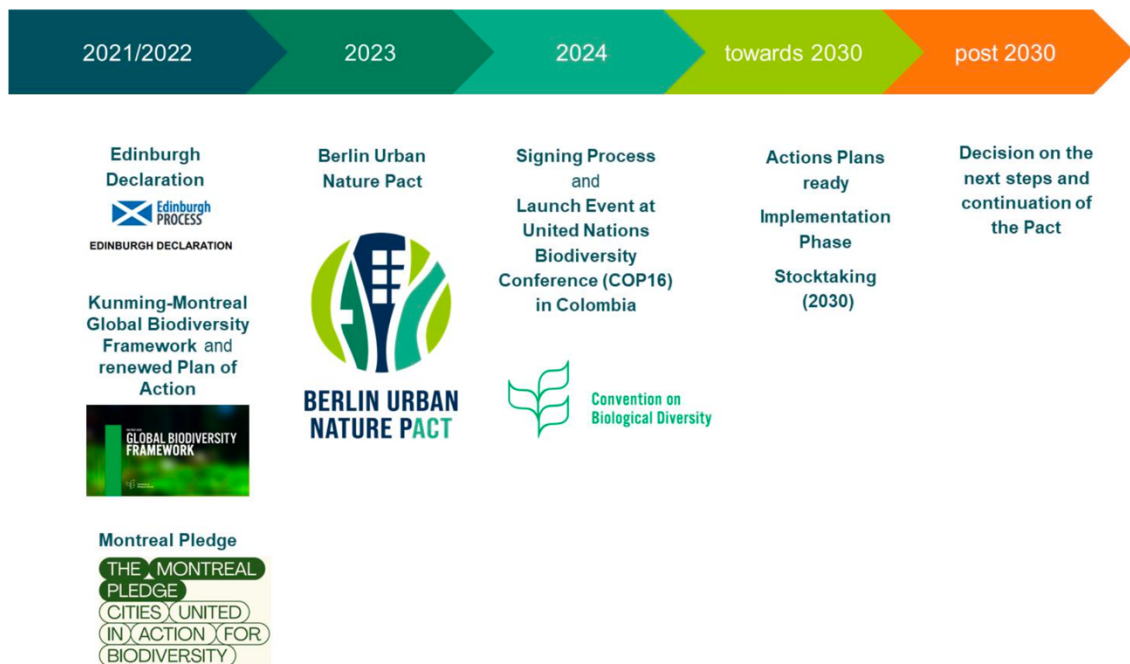 2021/2022
2023
2024
towards 2030
post 2030
Edinburgh
Declaration
Edinburgh
PROCESS
EDINBURGH DECLARATION
Kunming-Montreal
Global Biodiversity
Framework and
renewed Plan of
Action
GLOBAL BIODIVERSITY
FRAMEWORK
Montreal Pledge
THE MONTREAL
PLEDGE
CITIES UNITED
IN ACTION FOR
BIODIVERSITY
Berlin Urban
Nature Pact
BERLIN URBAN
NATURE PACT
Signing Process
and
Launch Event at
United Nations
Biodiversity
Conference (COP16)
in Colombia
Convention on
Biological Diversity
Actions Plans
ready
Implementation
Phase
Stocktaking
(2030)
Decision on the
next steps and
continuation of
the Pact